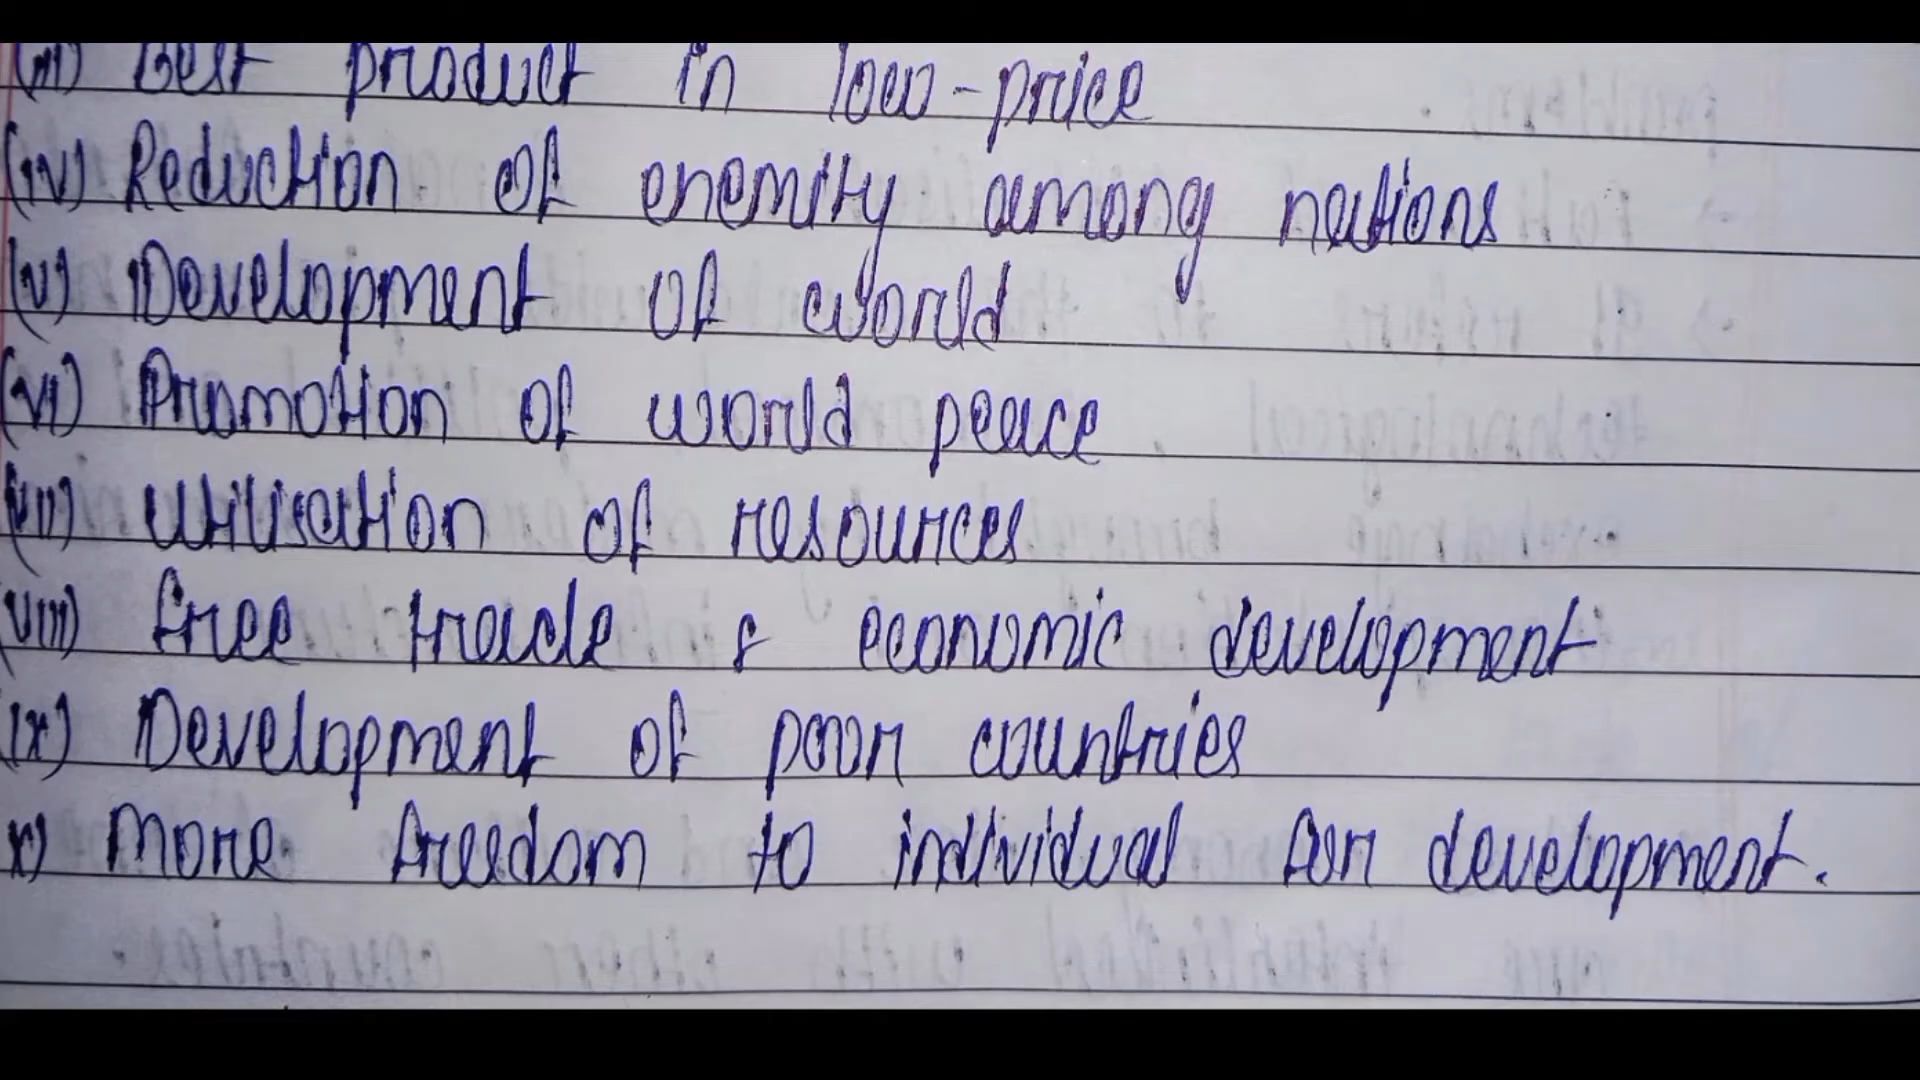 (iii) Best product in low-price
(iv) Reduction of enemity among nations
(v) Development of world
(vi) Promotion of world peace
(vii) Utilisation of resources
(viii) free trade & economic development
(ix) Development of poor countries
x) More freedom to individual for development.